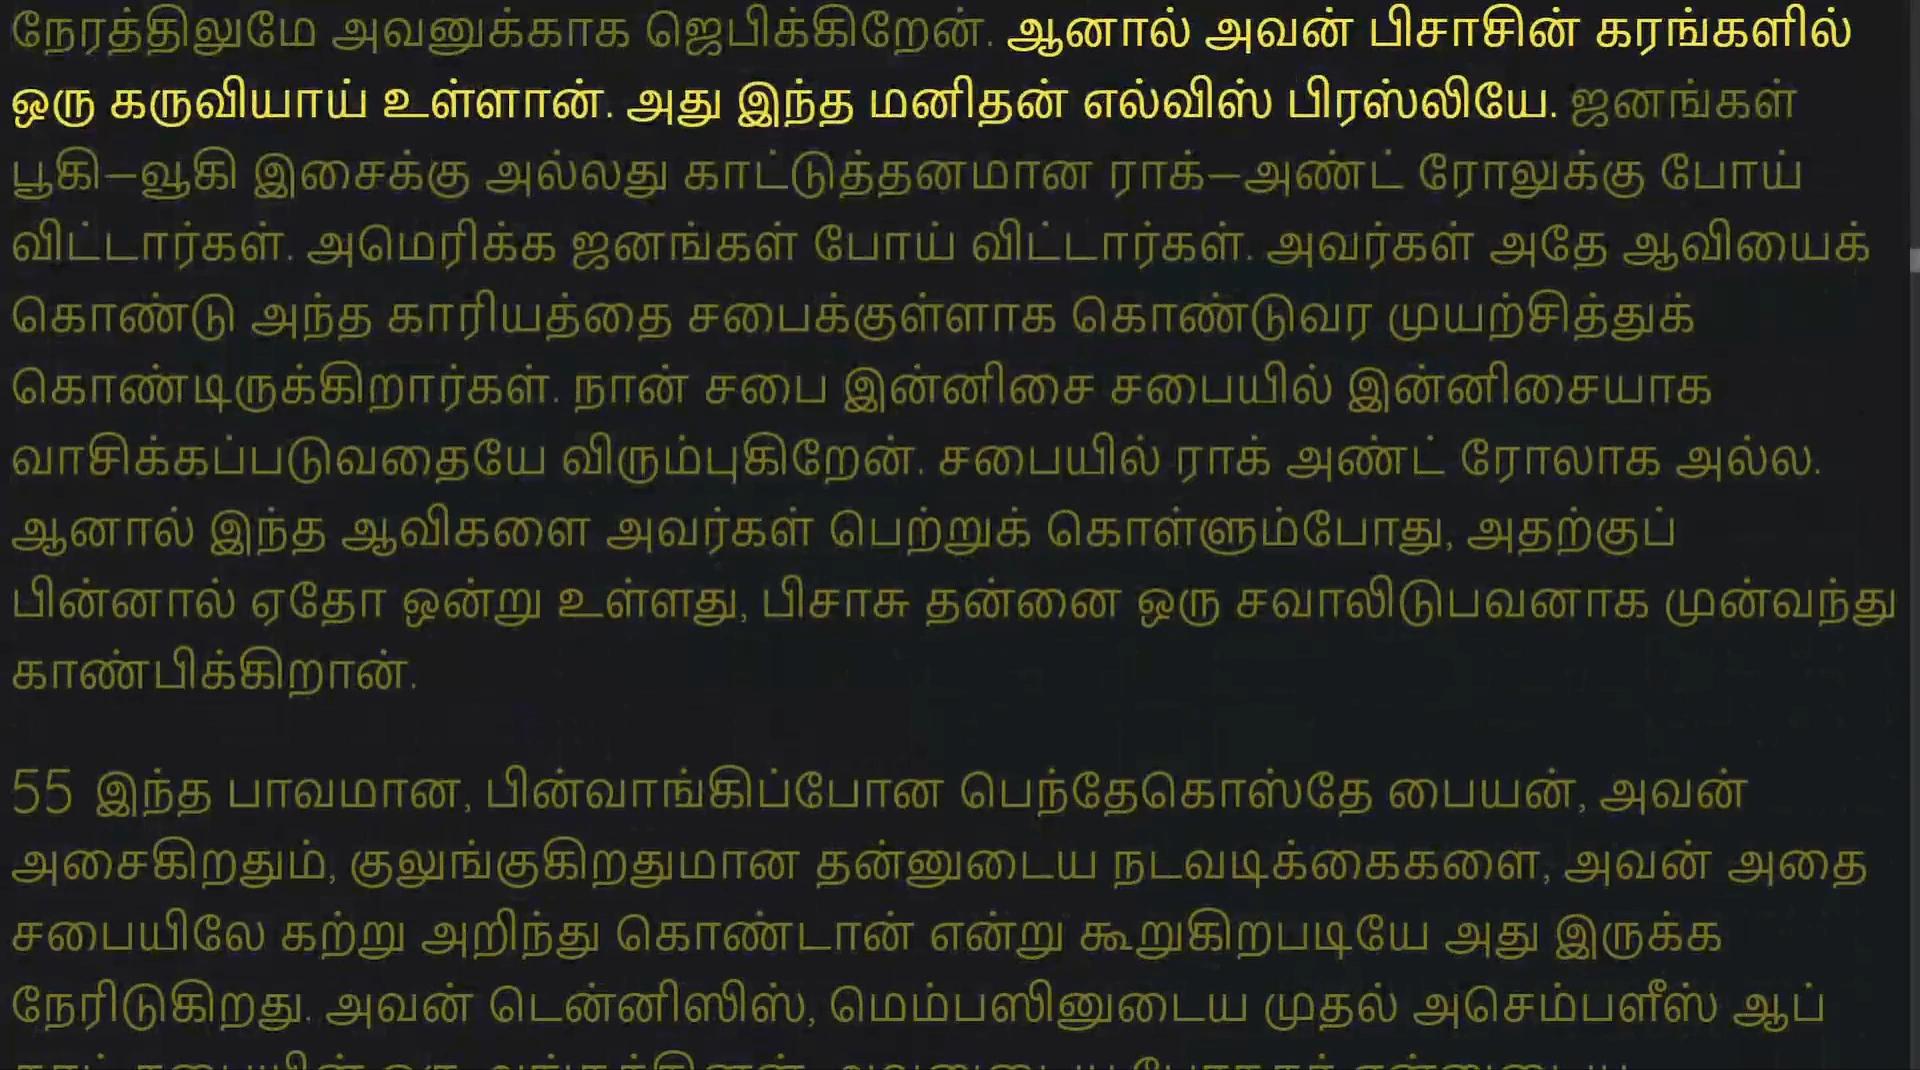 நேரத்திலுமே அவனுக்காக ஜெபிக்கிறேன். ஆனால் அவன் பிசாசின் கரங்களில்
ஒரு கருவியாய் உள்ளான். அது இந்த மனிதன் எல்விஸ் பிரஸ்லியே. ஜனங்கள்
பூகி–வூகி இசைக்கு அல்லது காட்டுத்தனமான ராக்–அண்ட் ரோலுக்கு போய்
விட்டார்கள். அமெரிக்க ஜனங்கள் போய் விட்டார்கள். அவர்கள் அதே ஆவியைக்
கொண்டு அந்த காரியத்தை சபைக்குள்ளாக கொண்டுவர முயற்சித்துக்
கொண்டிருக்கிறார்கள். நான் சபை இன்னிசை சபையில் இன்னிசையாக
வாசிக்கப்படுவதையே விரும்புகிறேன். சபையில் ராக் அண்ட் ரோலாக அல்ல.
ஆனால் இந்த ஆவிகளை அவர்கள் பெற்றுக் கொள்ளும்போது, அதற்குப்
பின்னால் ஏதோ ஒன்று உள்ளது, பிசாசு தன்னை ஒரு சவாலிடுபவனாக முன்வந்து
காண்பிக்கிறான்.
55 இந்த பாவமான, பின்வாங்கிப்போன பெந்தேகொஸ்தே பையன், அவன்
அசைகிறதும், குலுங்குகிறதுமான தன்னுடைய நடவடிக்கைகளை, அவன் அதை
சபையிலே கற்று அறிந்து கொண்டான் என்று கூறுகிறபடியே அது இருக்க
நேரிடுகிறது. அவன் டென்னிஸிஸ், மெம்பஸினுடைய முதல் அசெம்பளீஸ் ஆப்